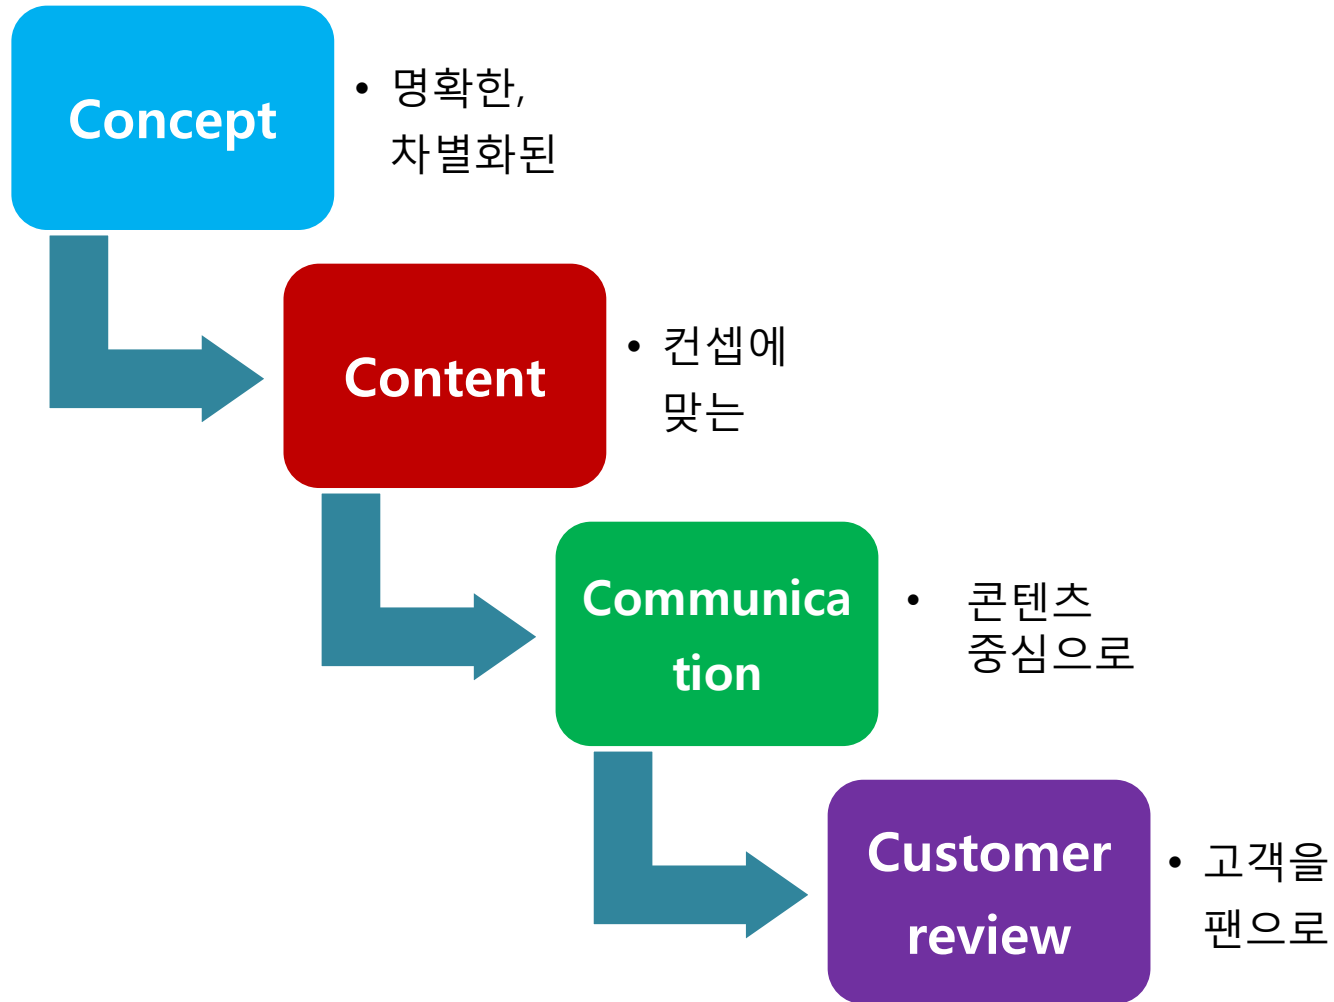 Concept
• 명확한,
차별화된
Content
• 컨셉에
맞는
Communica
tion
• 콘텐츠
중심으로
Customer
review
• 고객을
팬으로